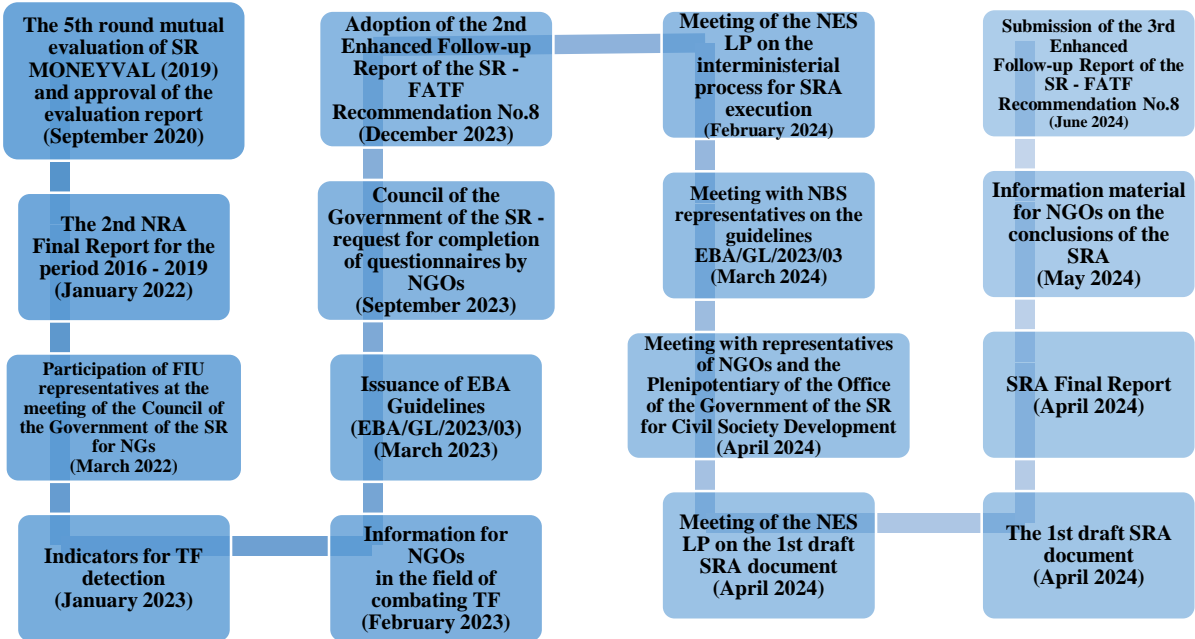 The 5th round mutual
evaluation of SR
MONEYVAL (2019)
and approval of the
evaluation report
(September 2020)
The 2nd NRA
Final Report for the
period 2016 - 2019
(January 2022)
Participation of FIU
representatives at the
meeting of the Council of
the Government of the SR
for NGs
(March 2022)
Indicators for TF
detection
(January 2023)
Information for
NGOs
in the field of
combating TF
(February 2023)
Issuance of EBA
Guidelines
(EBA/GL/2023/03)
(March 2023)
Council of the
Government of the SR -
request for completion
of questionnaires by
NGOs
(September 2023)
Adoption of the 2nd
Enhanced Follow-up
Report of the SR -
FATF
Recommendation No.8
(December 2023)
Meeting of the NES
LP on the
interministerial
process for SRA
execution
(February 2024)
Meeting with NBS
representatives on the
guidelines
EBA/GL/2023/03
(March 2024)
Meeting with representatives
of NGOs and the
Plenipotentiary of the Office
of the Government of the SR
for Civil Society Development
(April 2024)
Meeting of the NES
LP on the 1st draft
SRA document
(April 2024)
The 1st draft SRA
document
(April 2024)
SRA Final Report
(April 2024)
Information material
for NGOs on the
conclusions of the
SRA
(May 2024)
Submission of the 3rd
Enhanced
Follow-up Report of the
SR - FATF
Recommendation No.8
(June 2024)